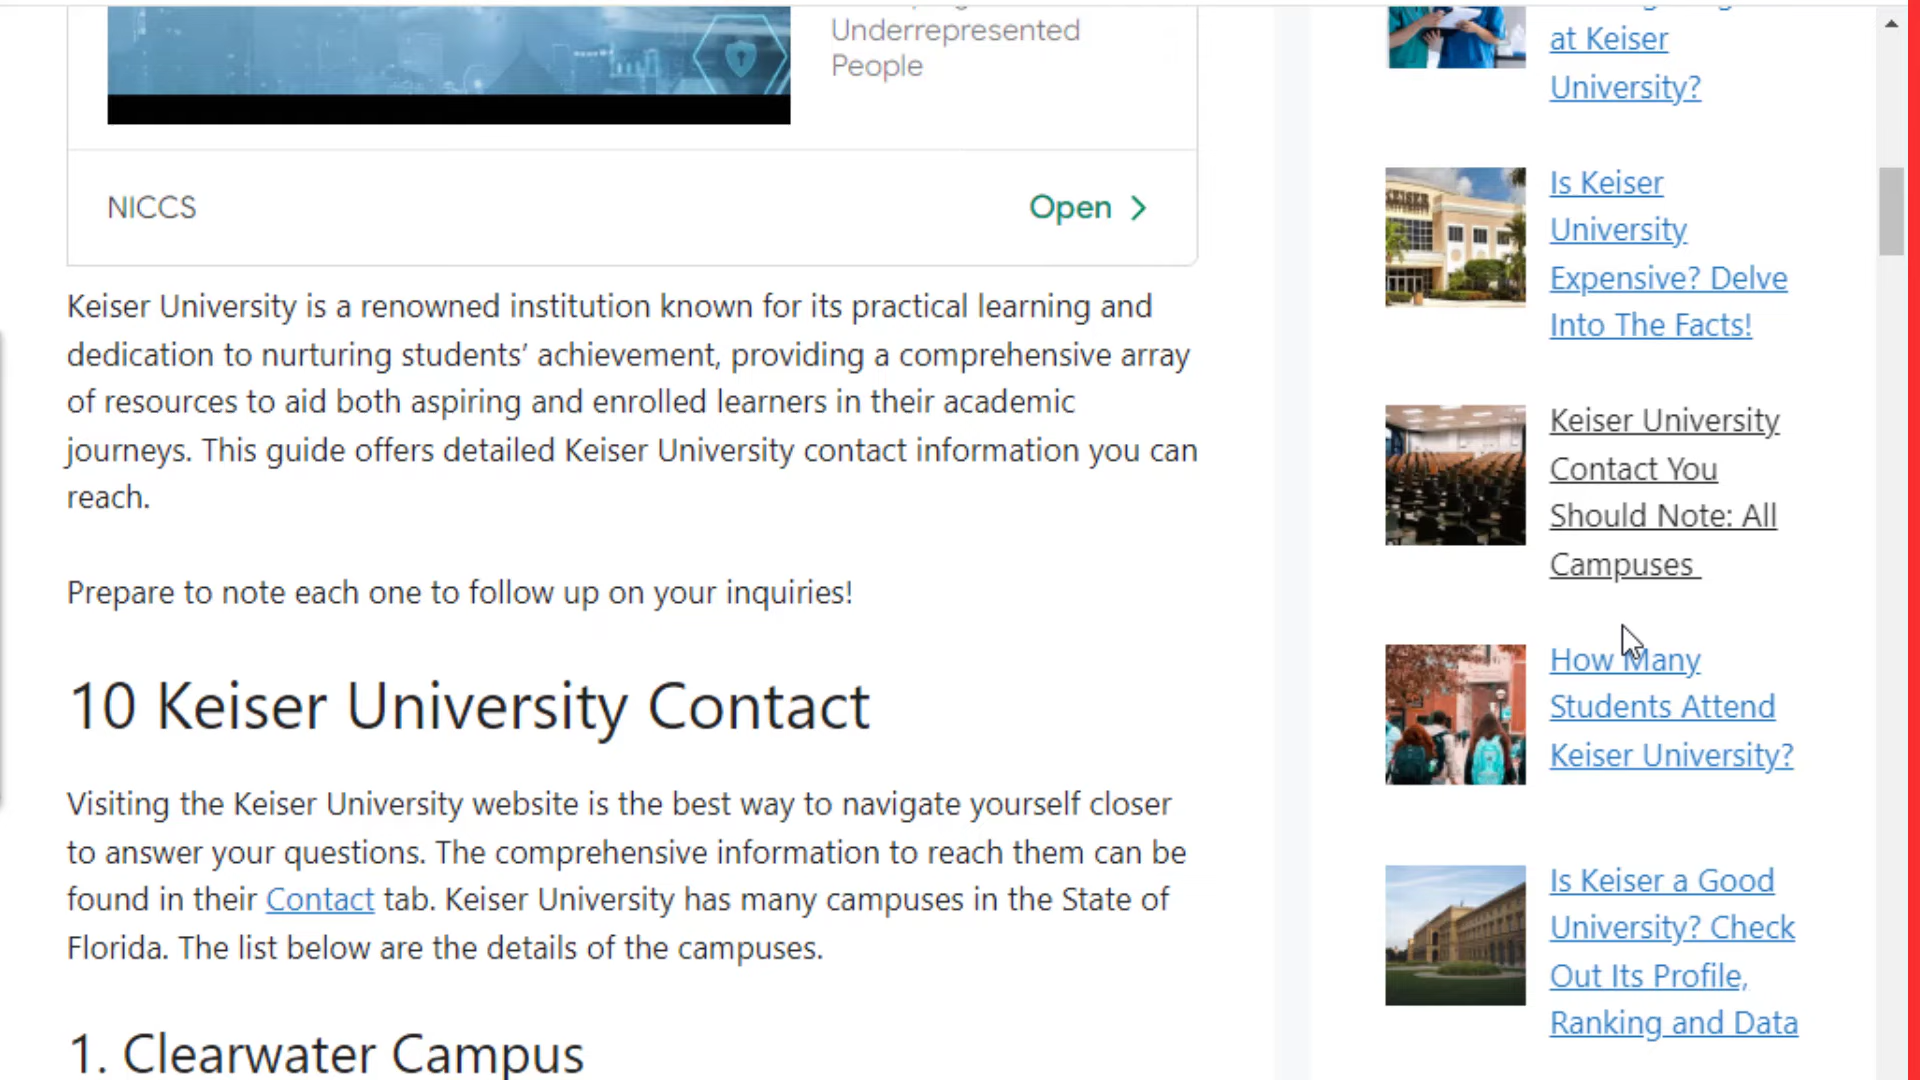 Underrepresented
People
NICCS
Open
Keiser University is a renowned institution known for its practical learning and
dedication to nurturing students’ achievement, providing a comprehensive array
of resources to aid both aspiring and enrolled learners in their academic
journeys. This guide offers detailed Keiser University contact information you can
reach.
Prepare to note each one to follow up on your inquiries!
10 Keiser University Contact
Visiting the Keiser University website is the best way to navigate yourself closer
to answer your questions. The comprehensive information to reach them can be
found in their Contact tab. Keiser University has many campuses in the State of
Florida. The list below are the details of the campuses.
1. Clearwater Campus
at Keiser
University?
KEISER
Is Keiser
University
Expensive? Delve
Into The Facts!
Keiser University
Contact You
Should Note: All
Campuses
How Many
Students Attend
Keiser University?
Is Keiser a Good
University? Check
Out Its Profile,
Ranking and Data